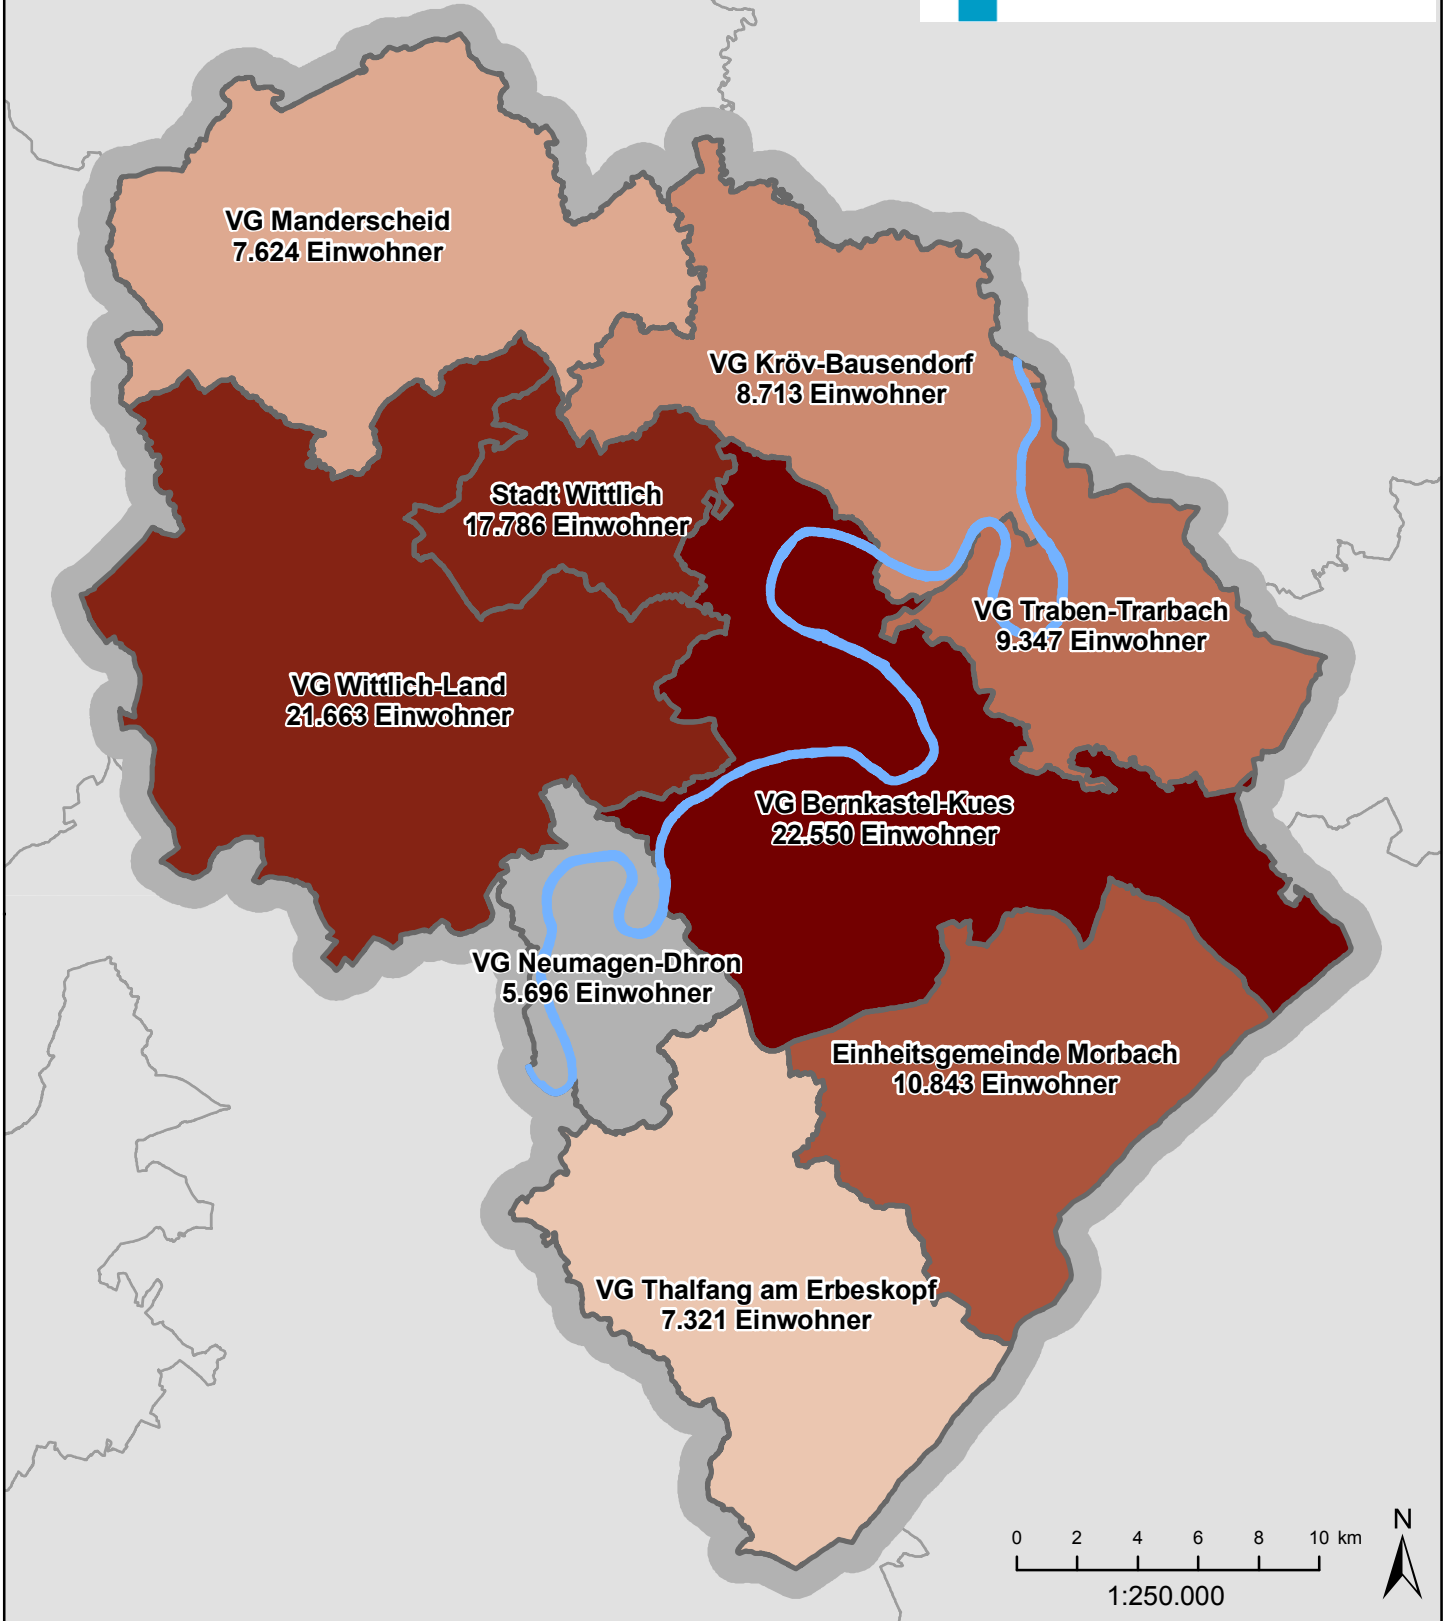 VG Manderscheid
7.624 Einwohner
VG Kröv-Bausendorf
8.713 Einwohner
Stadt Wittlich
17.786 Einwohner
VG Traben-Trarbach
9.347 Einwohner
VG Wittlich-Land
21.663 Einwohner
VG Bernkastel-Kues
22.550 Einwohner
VG Neumagen-Dhron
5.696 Einwohner
Einheitsgemeinde Morbach
10.843 Einwohner
VG Thalfang am Erbeskopf
7.321 Einwohner
N
0 2 4 6 8 10 km
1:250.000